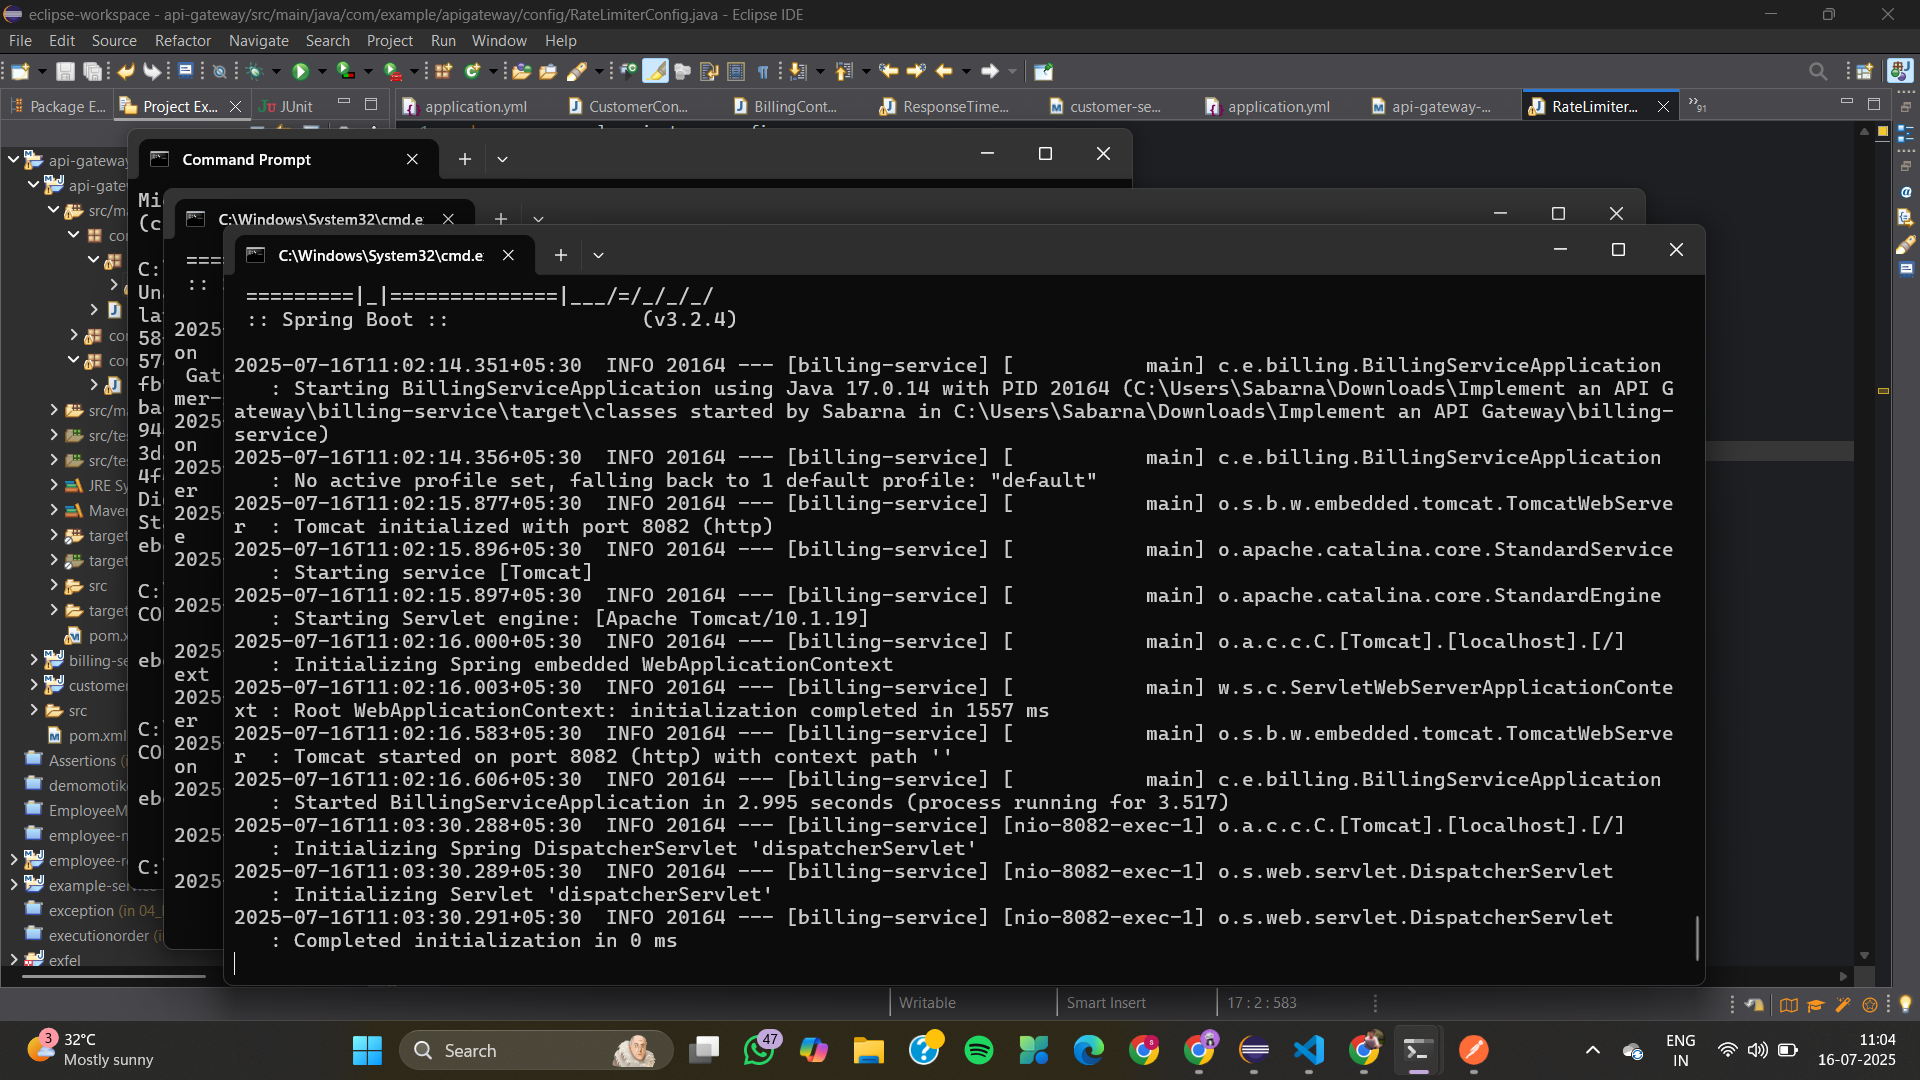 eclipse-workspace - api-gateway/src/main/java/com/example/apigateway/config/RateLimiterConfig.java - Eclipse IDE
File Edit Source Refactor Navigate Search Project Run Window Help
Package E... Project Ex... JUnit application.yml CustomerCon... BillingCont... ResponseTime... customer-se... application.yml api-gateway-... RateLimiter... 91
Command Prompt
C:\Windows\System32\cmd.e
C:\Windows\System32\cmd.e
=========|_|==============|___/=/_/_/_/
:: Spring Boot ::                (v3.2.4)
2025-07-16T11:02:14.351+05:30  INFO 20164 --- [billing-service] [           main] c.e.billing.BillingServiceApplication
: Starting BillingServiceApplication using Java 17.0.14 with PID 20164 (C:\Users\Sabarna\Downloads\Implement an API G
ateway\billing-service\target\classes started by Sabarna in C:\Users\Sabarna\Downloads\Implement an API Gateway\billing-
service)
2025-07-16T11:02:14.356+05:30  INFO 20164 --- [billing-service] [           main] c.e.billing.BillingServiceApplication
: No active profile set, falling back to 1 default profile: "default"
2025-07-16T11:02:15.877+05:30  INFO 20164 --- [billing-service] [           main] o.s.b.w.embedded.tomcat.TomcatWebServe
r  : Tomcat initialized with port 8082 (http)
2025-07-16T11:02:15.896+05:30  INFO 20164 --- [billing-service] [           main] o.apache.catalina.core.StandardService
: Starting service [Tomcat]
2025-07-16T11:02:15.897+05:30  INFO 20164 --- [billing-service] [           main] o.apache.catalina.core.StandardEngine
: Starting Servlet engine: [Apache Tomcat/10.1.19]
2025-07-16T11:02:16.000+05:30  INFO 20164 --- [billing-service] [           main] o.a.c.c.C.[Tomcat].[localhost].[/]
: Initializing Spring embedded WebApplicationContext
2025-07-16T11:02:16.003+05:30  INFO 20164 --- [billing-service] [           main] w.s.c.ServletWebServerApplicationConte
xt : Root WebApplicationContext: initialization completed in 1557 ms
2025-07-16T11:02:16.583+05:30  INFO 20164 --- [billing-service] [           main] o.s.b.w.embedded.tomcat.TomcatWebServe
r  : Tomcat started on port 8082 (http) with context path ''
2025-07-16T11:02:16.606+05:30  INFO 20164 --- [billing-service] [           main] c.e.billing.BillingServiceApplication
: Started BillingServiceApplication in 2.995 seconds (process running for 3.517)
2025-07-16T11:03:30.288+05:30  INFO 20164 --- [billing-service] [nio-8082-exec-1] o.a.c.c.C.[Tomcat].[localhost].[/]
: Initializing Spring DispatcherServlet 'dispatcherServlet'
2025-07-16T11:03:30.289+05:30  INFO 20164 --- [billing-service] [nio-8082-exec-1] o.s.web.servlet.DispatcherServlet
: Initializing Servlet 'dispatcherServlet'
2025-07-16T11:03:30.291+05:30  INFO 20164 --- [billing-service] [nio-8082-exec-1] o.s.web.servlet.DispatcherServlet
: Completed initialization in 0 ms
api-gateway
api-gate
src/ma
src/ma
src/te
src/te
JRE Sy
Maver
target
target
src
target
pom.x
billing-se
customer
src
pom.xml
Assertions
demomotik
EmployeeM
employee-n
employee-re
example-servic
exception (in 04_
executionorder (i
exfel
Writable Smart Insert 17 : 2 : 583
3 32°C
Mostly sunny
Search
47
ENG
IN
11:04
16-07-2025